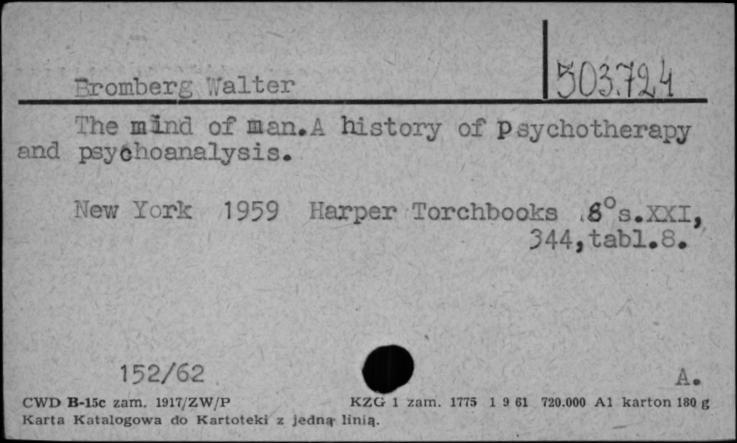 Bromberg Walter
503.724
The mind of man.A history of psychotherapy
and psychoanalysis.
New York 1959 Harper Torchbooks 8° s.XXI,
344,tabl.8.
152/62
A.
CWD B-15c zam. 1917/ZW/P KZG 1 zam. 1775 1 9 61 720.000 A1 karton 180 g
Karta Katalogowa do Kartoteki z jedną linią.